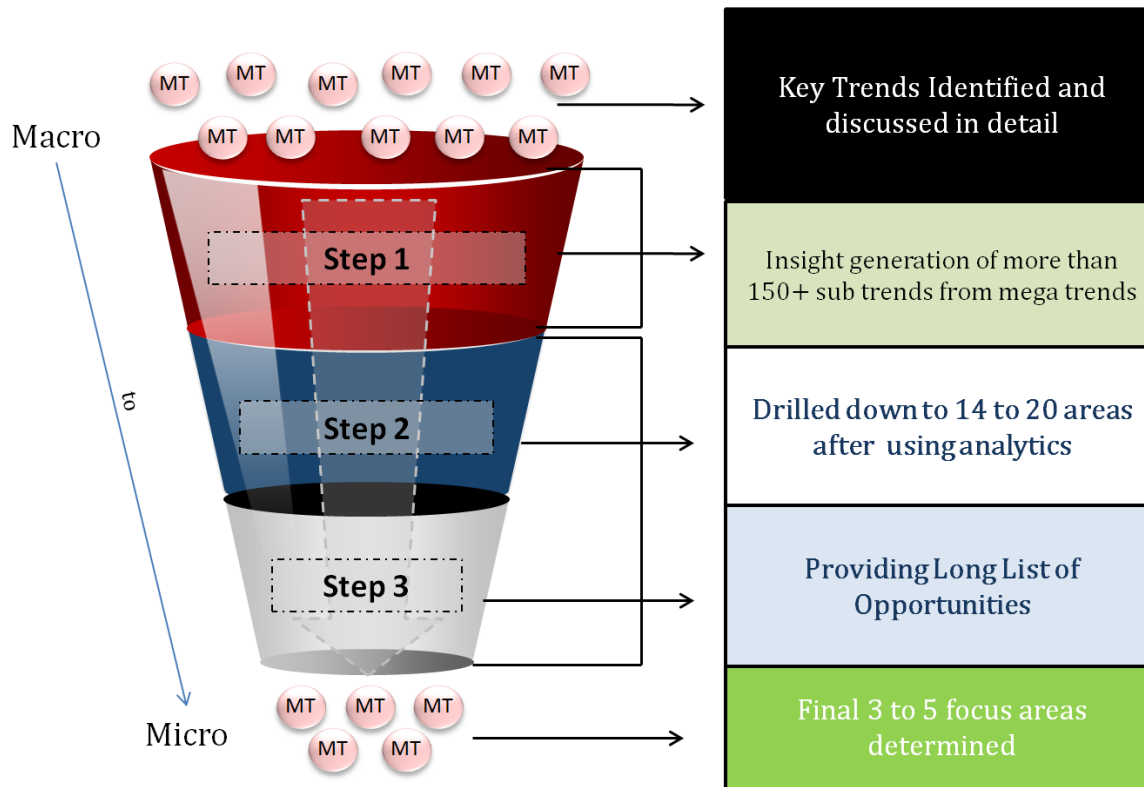 MT MT MT MT MT MT
MT MT MT MT MT
Macro
to
Micro
Step 1
Step 2
Step 3
MT MT MT
MT MT
Key Trends Identified and
discussed in detail
Insight generation of more than
150+ sub trends from mega trends
Drilled down to 14 to 20 areas
after using analytics
Providing Long List of
Opportunities
Final 3 to 5 focus areas
determined